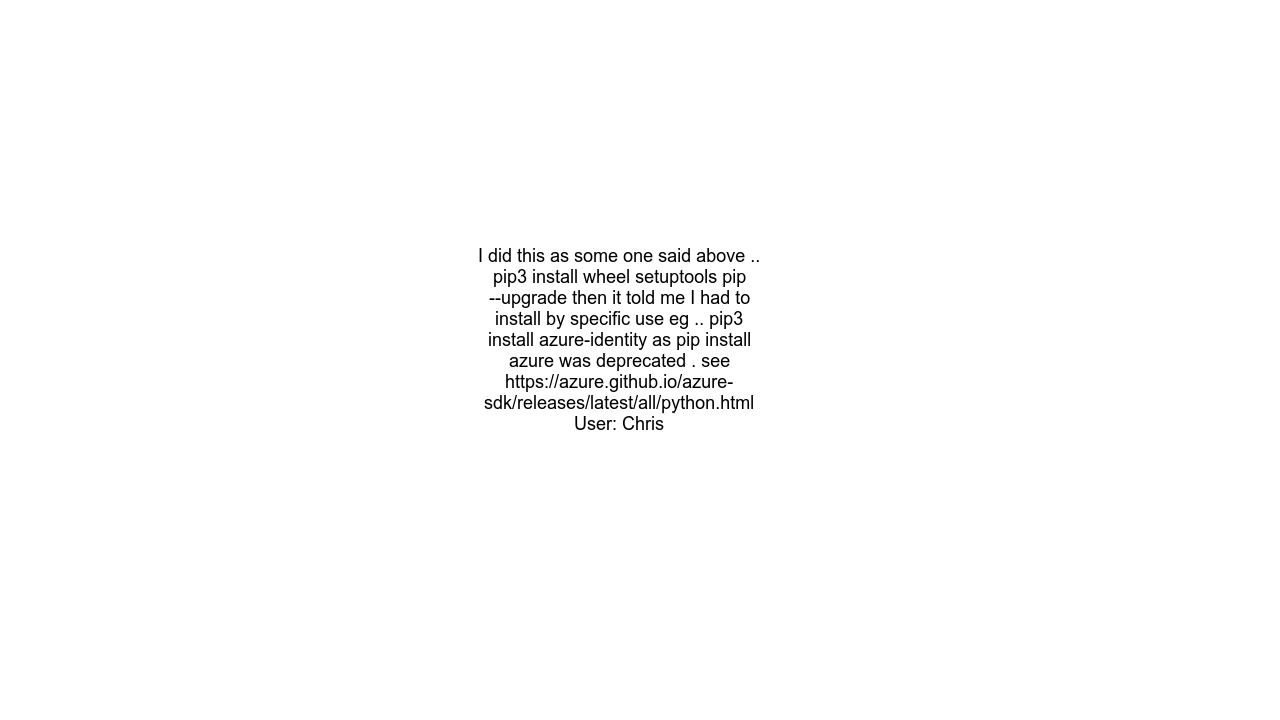 I did this as some one said above ..
pip3 install wheel setuptools pip
--upgrade then it told me I had to
install by specific use eg .. pip3
install azure-identity as pip install
azure was deprecated . see
https://azure.github.io/azure-
sdk/releases/latest/all/python.html
User: Chris